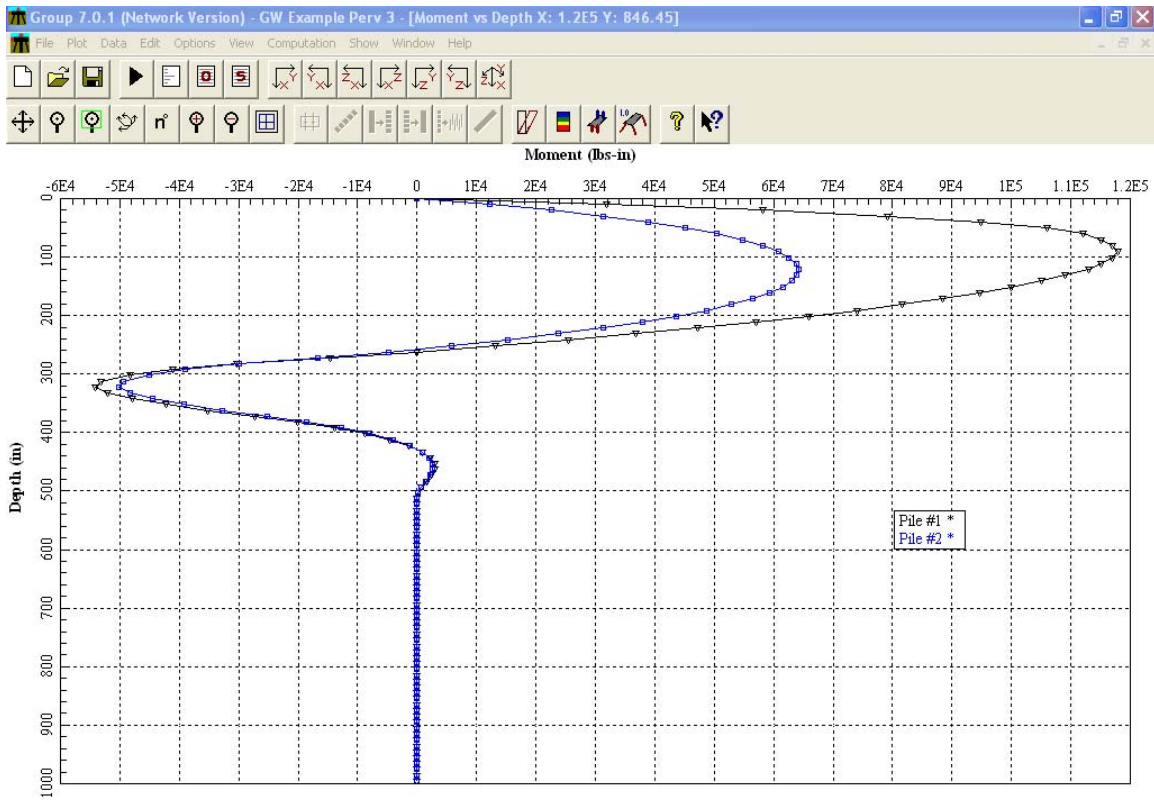 Group 7.0.1 (Network Version) - GW Example Perv 3 - [Moment vs Depth X: 1.2E5 Y: 846.45]
File Plot Data Edit Options View Computation Show Window Help
Moment (lbs-in)
-6E4 -5E4 -4E4 -3E4 -2E4 -1E4 0 1E4 2E4 3E4 4E4 5E4 6E4 7E4 8E4 9E4 1E5 1.1E5 1.2E5
Depth (in)
0
100
200
300
400
500
600
700
800
900
1000
Pile #1 *
Pile #2 *